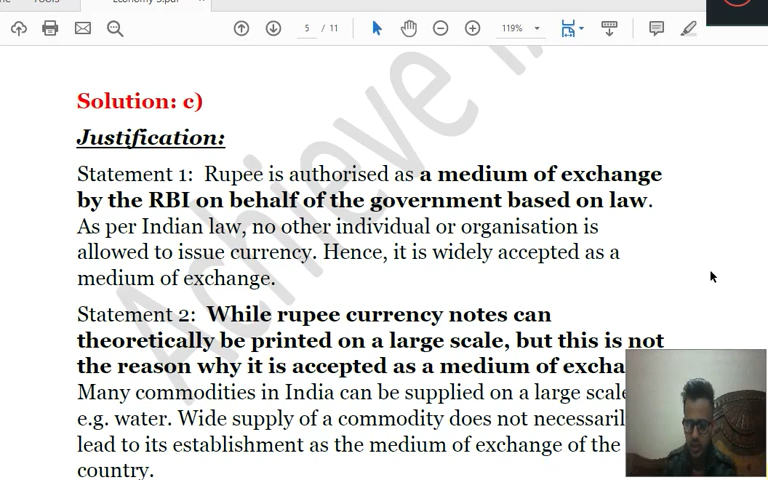 5 / 11
119%
Solution: c)
Justification:
Statement 1: Rupee is authorised as a medium of exchange
by the RBI on behalf of the government based on law.
As per Indian law, no other individual or organisation is
allowed to issue currency. Hence, it is widely accepted as a
medium of exchange.
Statement 2: While rupee currency notes can
theoretically be printed on a large scale, but this is not
the reason why it is accepted as a medium of excha
Many commodities in India can be supplied on a large scale
e.g. water. Wide supply of a commodity does not necessaril
lead to its establishment as the medium of exchange of the
country.
Achieve